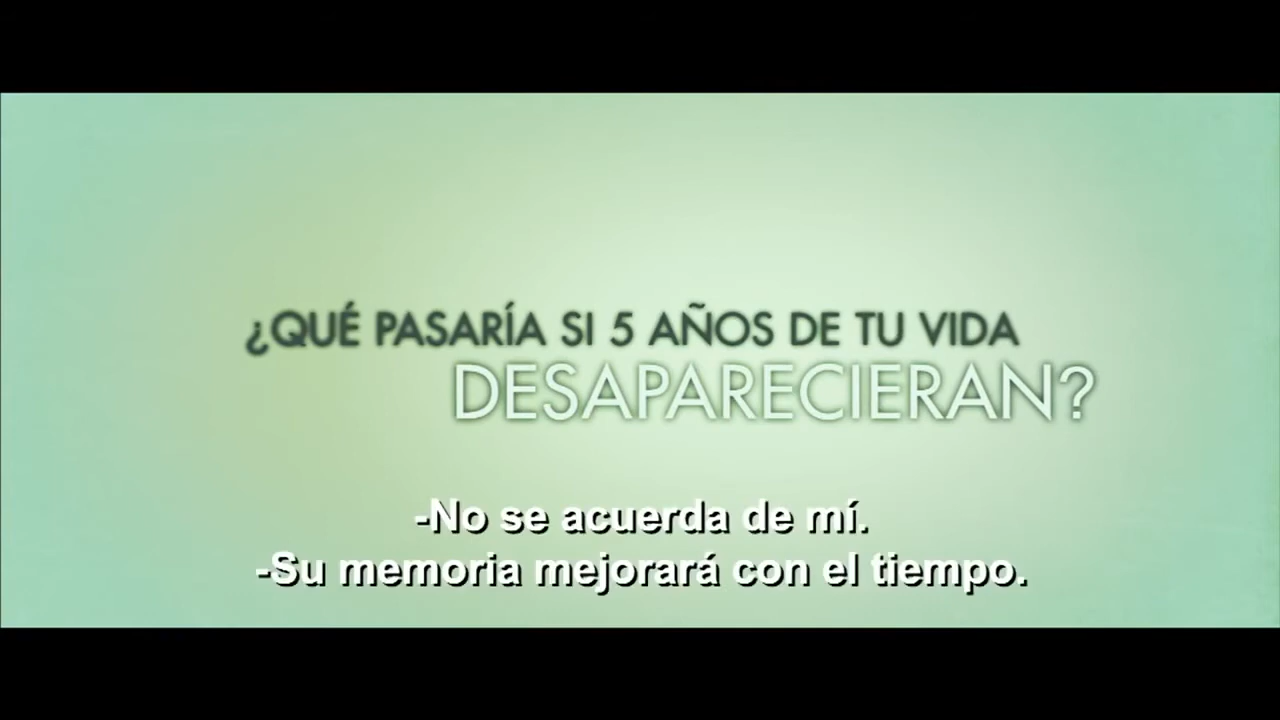 ¿QUÉ PASARÍA SI 5 AÑOS DE TU VIDA
DESAPARECIERAN?
-No se acuerda de mí.
-Su memoria mejorará con el tiempo.